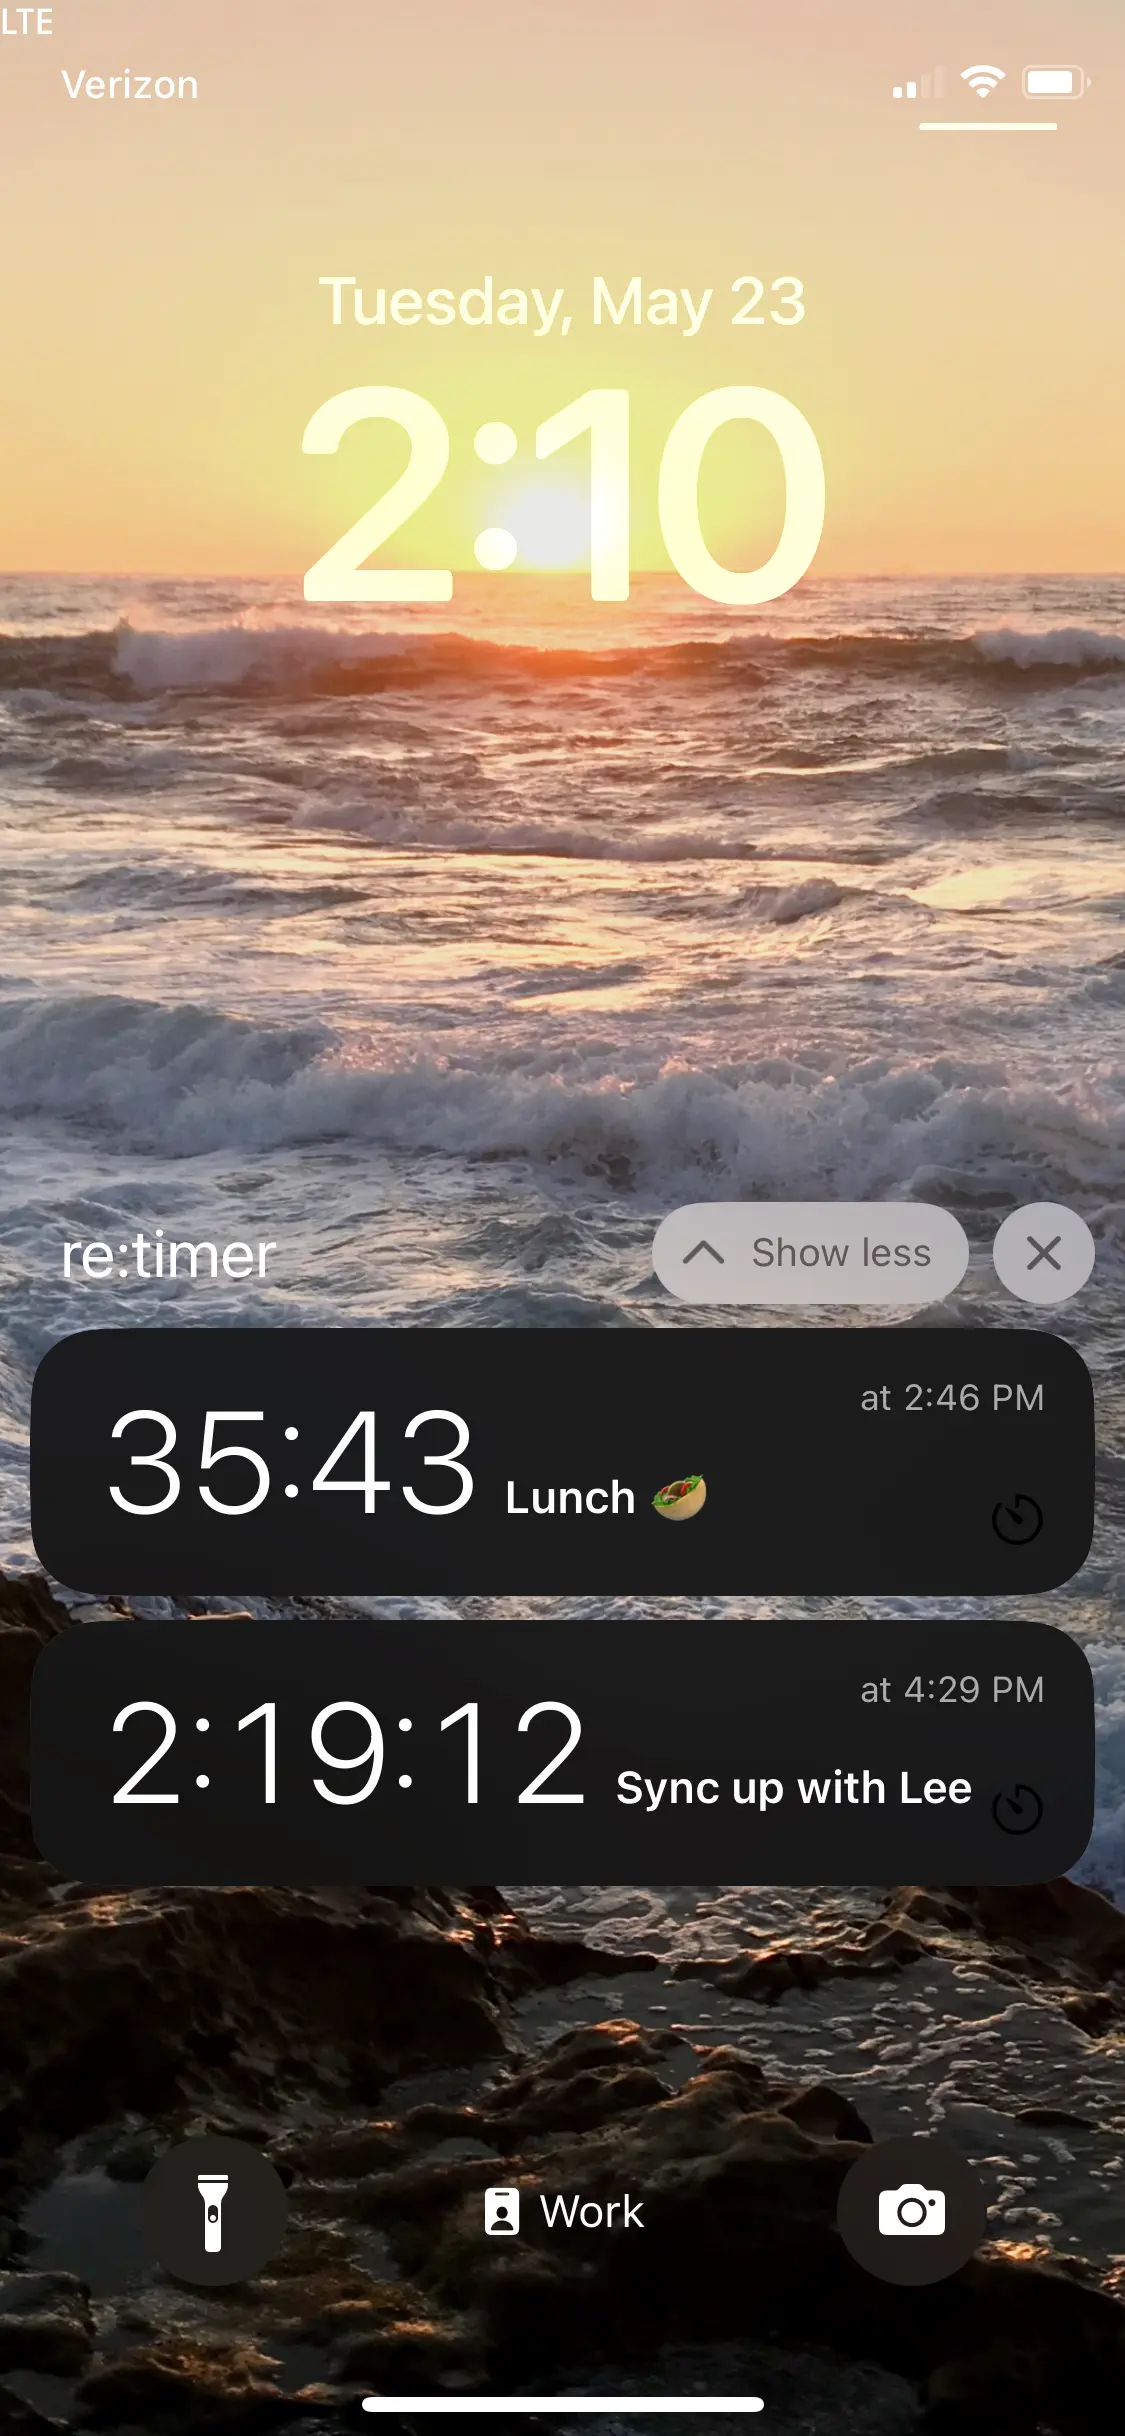 LTE
Verizon
Tuesday, May 23
2:10
re:timer
Show less
at 2:46 PM
35:43 Lunch 🥙
at 4:29 PM
2:19:12 Sync up with Lee
Work